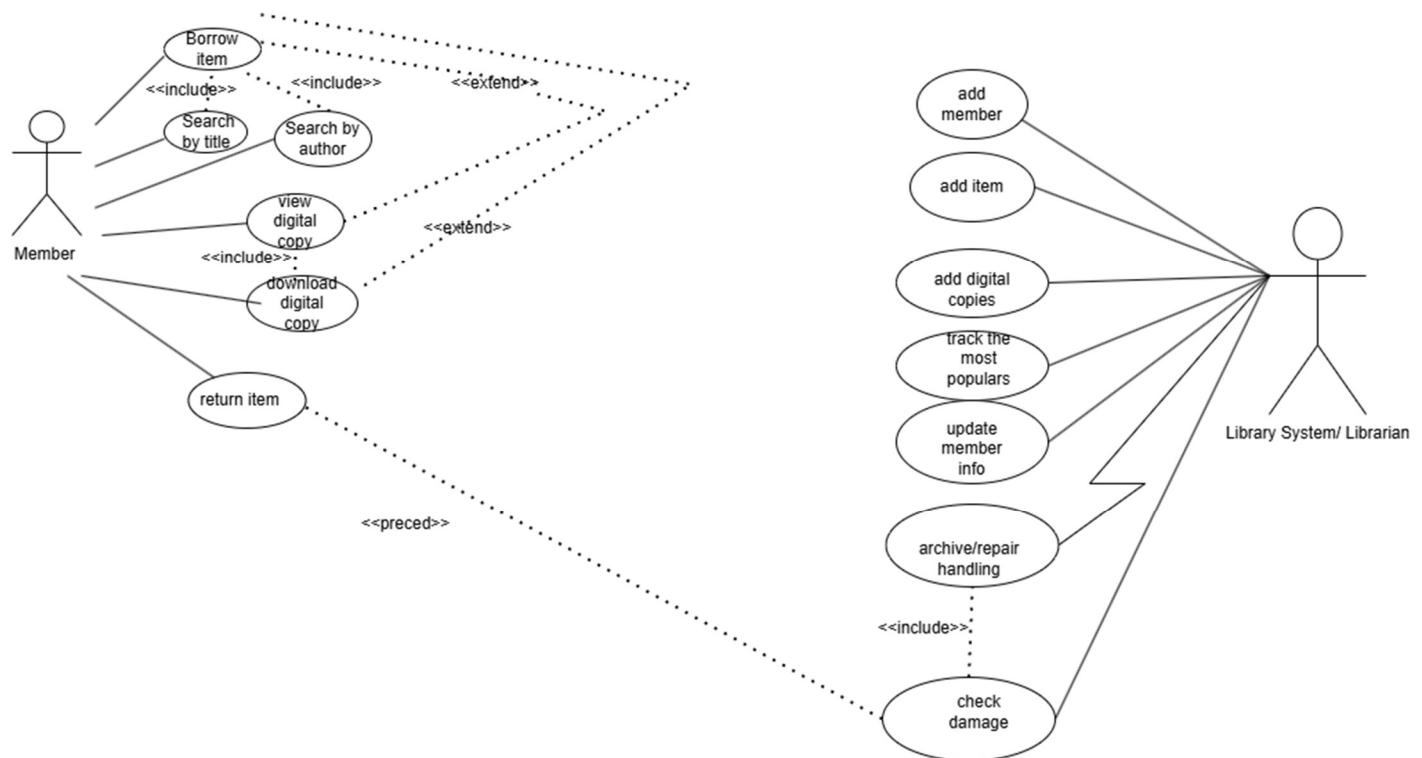 Borrow
item
<<include>>
<<include>>
<<extend>>
Search
by title
Search by
author
view
digital
copy
<<extend>>
<<include>>
download
digital
copy
Member
return item
<<preced>>
add
member
add item
add digital
copies
track the
most
populars
update
member
info
archive/repair
handling
<<include>>
check
damage
Library System/ Librarian